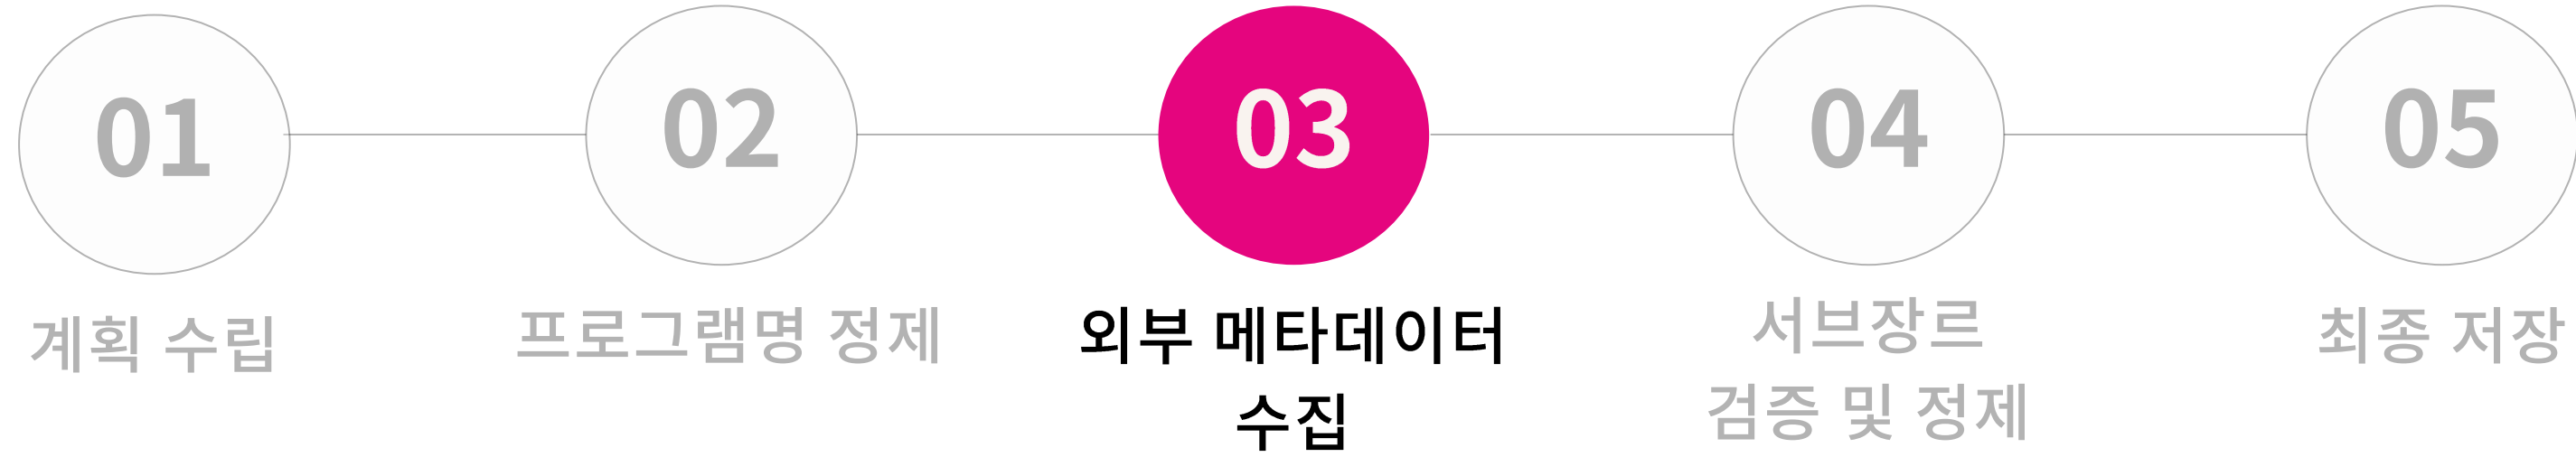 01
02
03
04
05
계획 수립
프로그램명 정제
외부 메타데이터
수집
서브장르
검증 및 정제
최종 저장